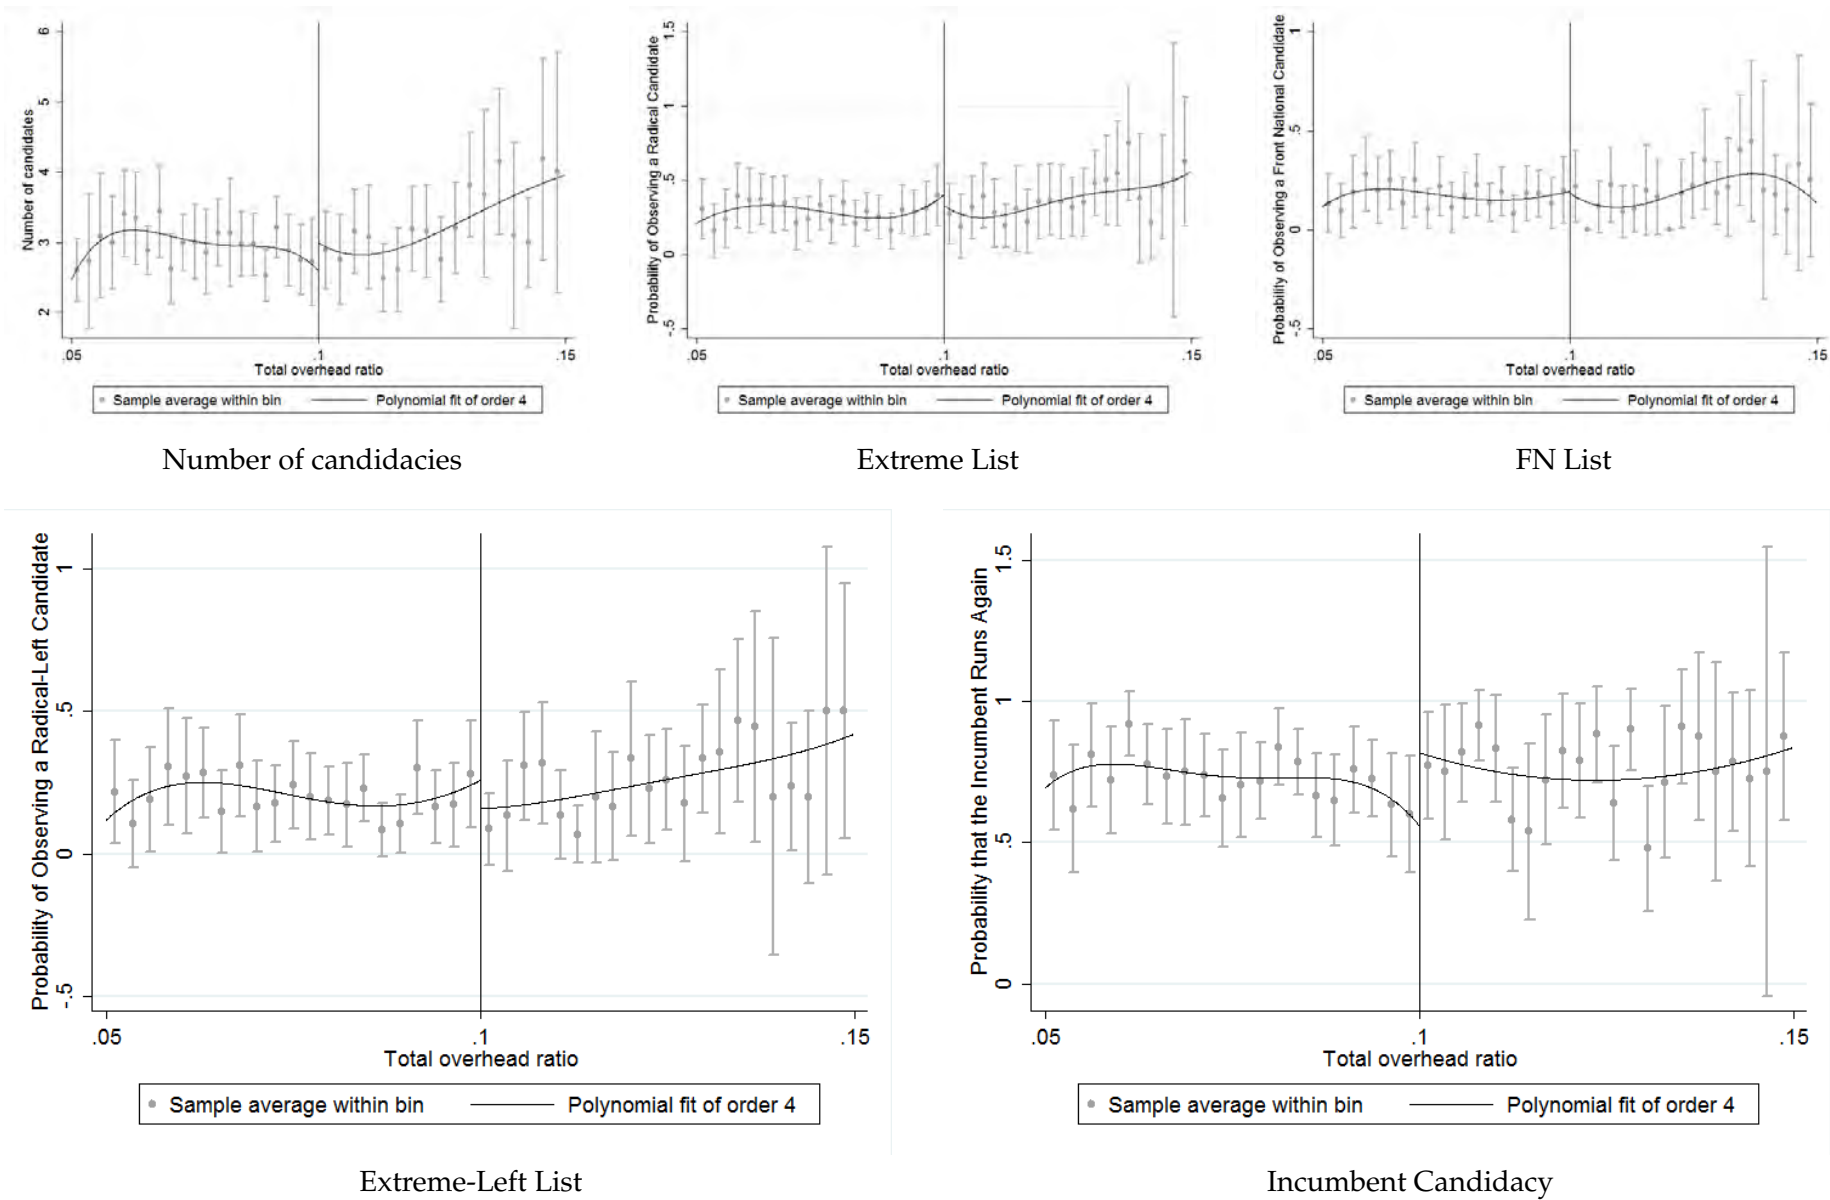 Number of candidates
6
5
4
3
2
.05
.1
.15
Total overhead ratio
Sample average within bin
Polynomial fit of order 4
Number of candidacies
Probability of Observing a Radical Candidate
1.5
1
.5
0
-.5
.05
.1
.15
Total overhead ratio
Sample average within bin
Polynomial fit of order 4
Extreme List
Probability of Observing a Front National Candidate
1
.5
0
-.5
.05
.1
.15
Total overhead ratio
Sample average within bin
Polynomial fit of order 4
FN List
Probability of Observing a Radical-Left Candidate
1
.5
0
-.5
.05
.1
.15
Total overhead ratio
Sample average within bin
Polynomial fit of order 4
Extreme-Left List
Probability that the Incumbent Runs Again
1.5
1
.5
0
.05
.1
.15
Total overhead ratio
Sample average within bin
Polynomial fit of order 4
Incumbent Candidacy